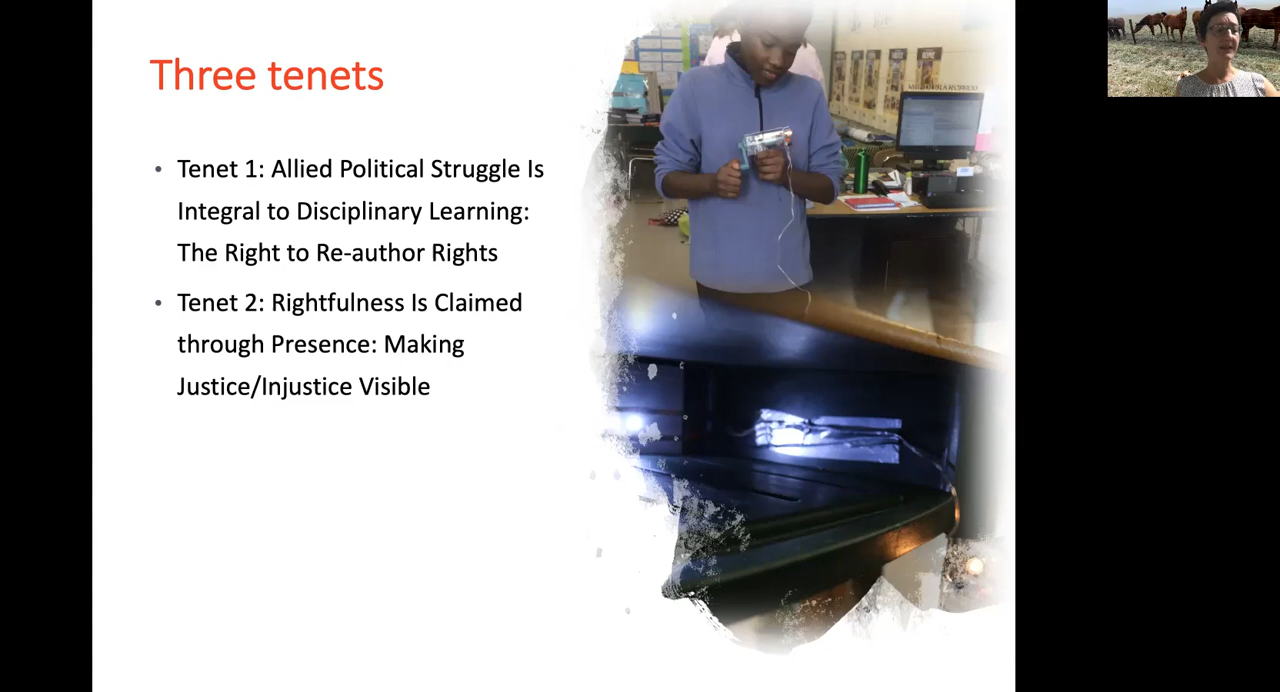 Three tenets
• Tenet 1: Allied Political Struggle Is
Integral to Disciplinary Learning:
The Right to Re-author Rights
• Tenet 2: Rightfulness Is Claimed
through Presence: Making
Justice/Injustice Visible